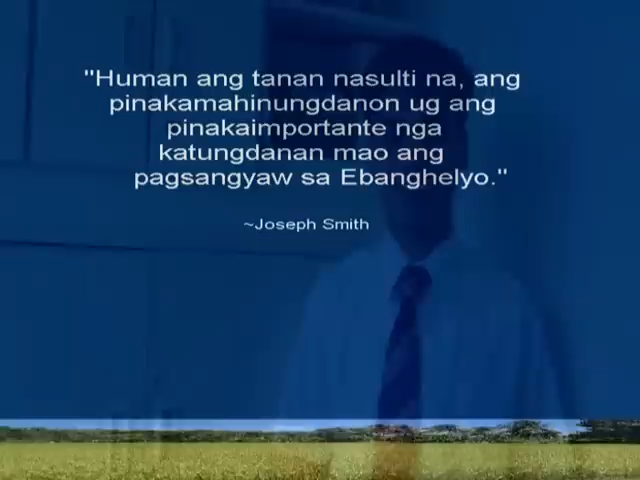 "Human ang tanan nasulti na, ang
pinakamahinungdanon ug ang
pinakaimportante nga
katungdanan mao ang
pagsangyaw sa Ebanghelyo."
~Joseph Smith